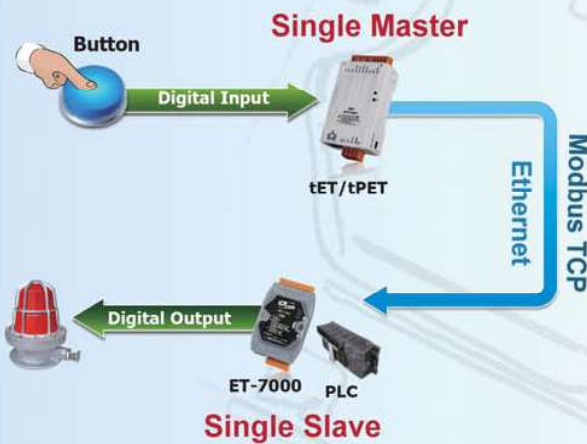 Single Master
Button
Digital Input
tET/tPET
Ethernet
Modbus TCP
Digital Output
ET-7000
PLC
Single Slave